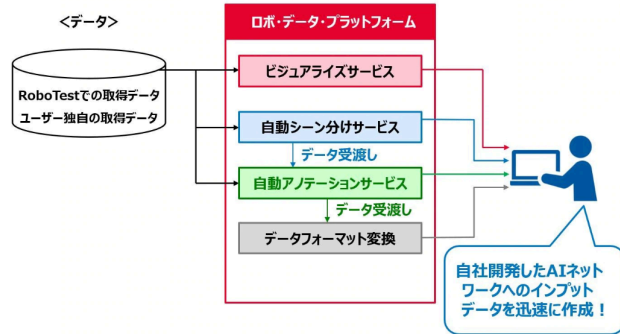 <データ>
RoboTestでの取得データ
ユーザー独自の取得データ
ロボ・データ・プラットフォーム
ビジュアライズサービス
自動シーン分けサービス
データ受渡し
自動アノテーションサービス
データ受渡し
データフォーマット変換
自社開発したAIネット
ワークへのインプット
データを迅速に作成！